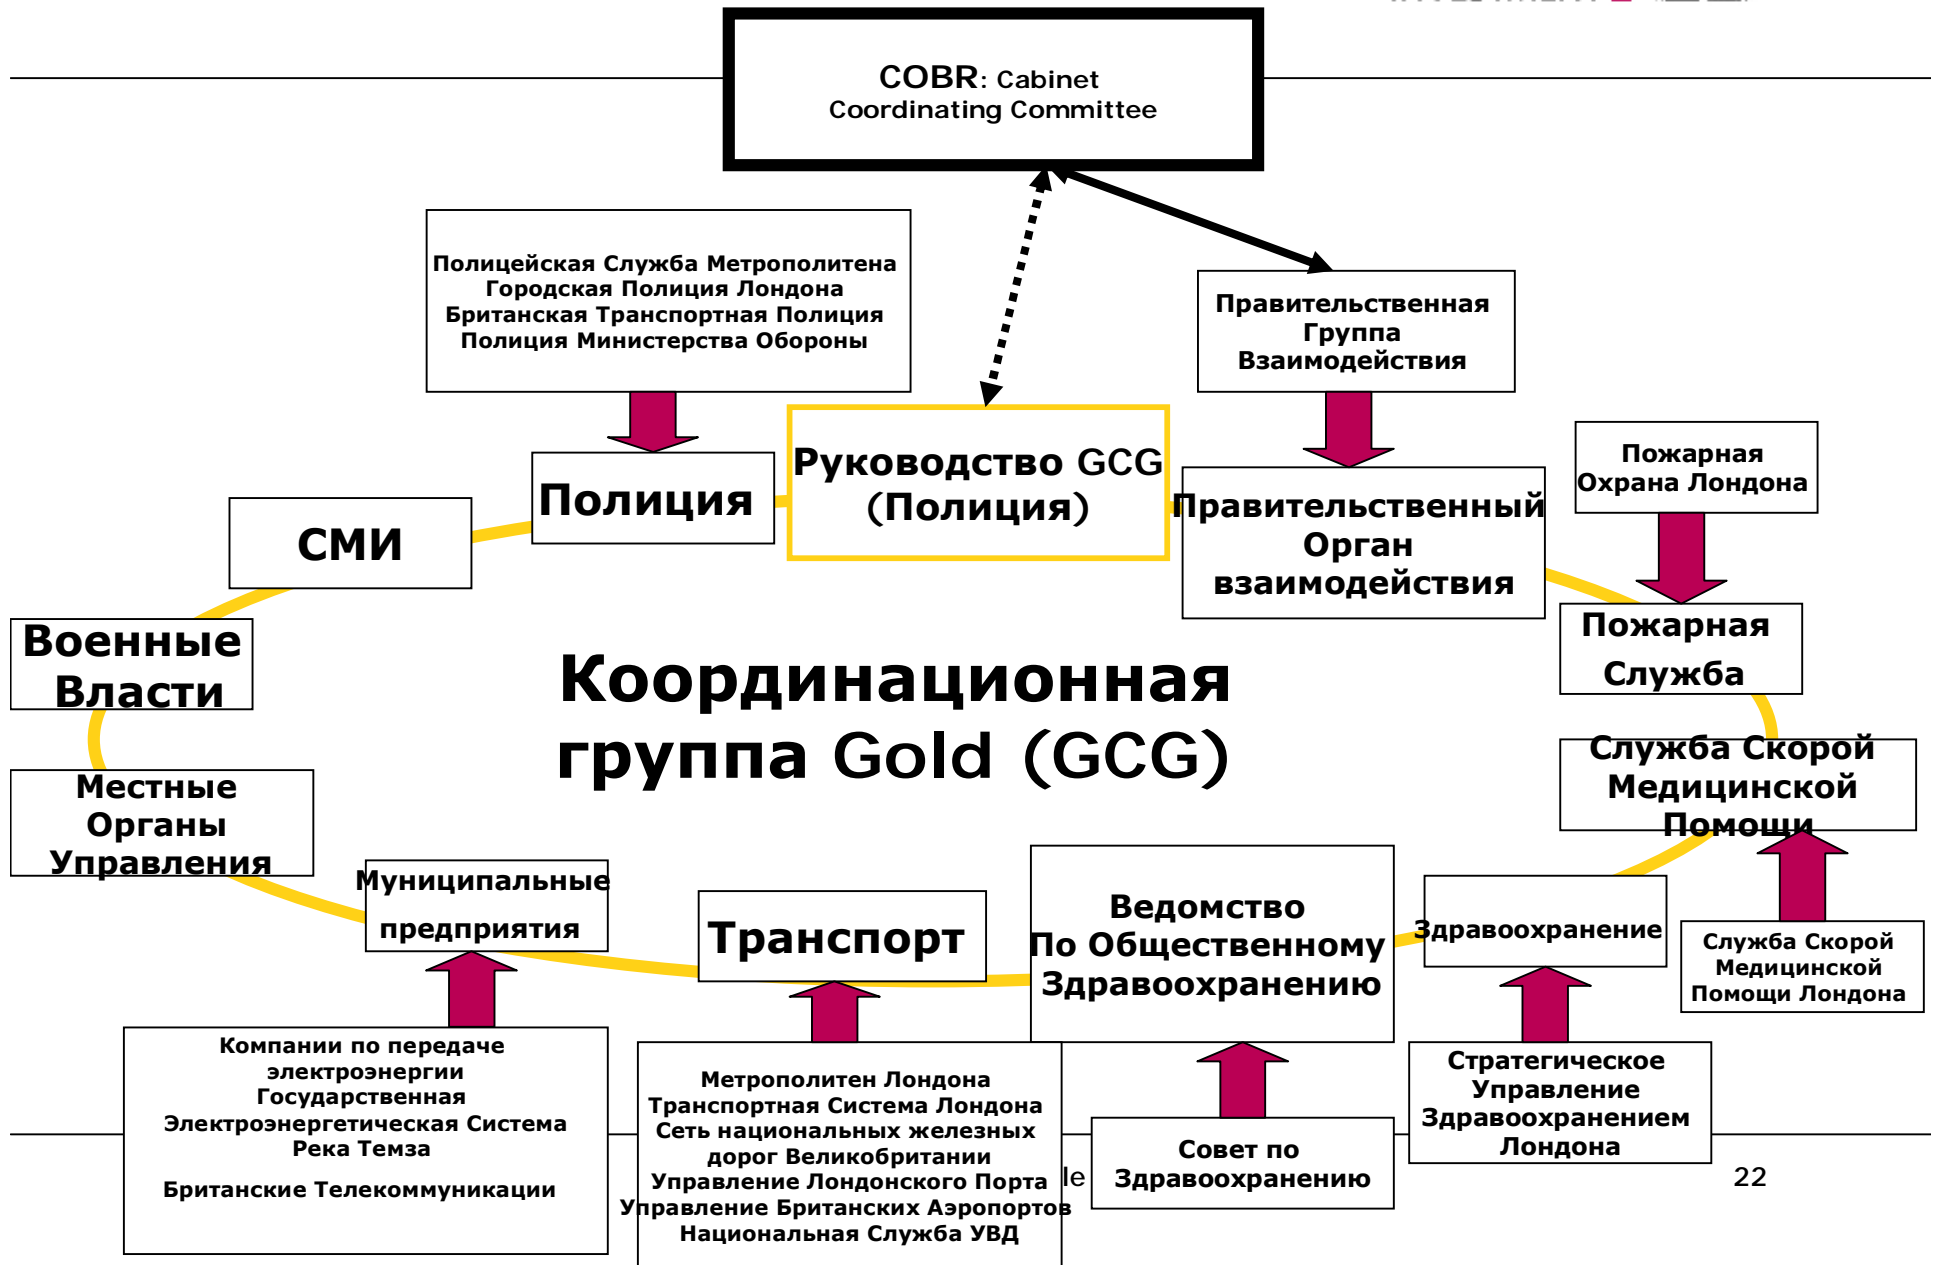 COBR: Cabinet
Coordinating Committee
Полицейская Служба Метрополитена
Городская Полиция Лондона
Британская Транспортная Полиция
Полиция Министерства Обороны
Правительственная
Группа
Взаимодействия
Пожарная
Охрана Лондона
Руководство GCG
(Полиция)
Полиция
СМИ
Правительственный
Орган
взаимодействия
Военные
Власти
Пожарная
Служба
Координационная
группа Gold (GCG)
Служба Скорой
Медицинской
Помощи
Местные
Органы
Управления
Муниципальные
предприятия
Транспорт
Ведомство
По Общественному
Здравоохранению
Здравоохранение
Служба Скорой
Медицинской
Помощи Лондона
Компании по передаче
электроэнергии
Государственная
Электроэнергетическая Система
Река Темза
Британские Телекоммуникации
Метрополитен Лондона
Транспортная Система Лондона
Сеть национальных железных
дорог Великобритании
Управление Лондонского Порта
Управление Британских Аэропортов
Национальная Служба УВД
Совет по
Здравоохранению
Стратегическое
Управление
Здравоохранением
Лондона
le
22